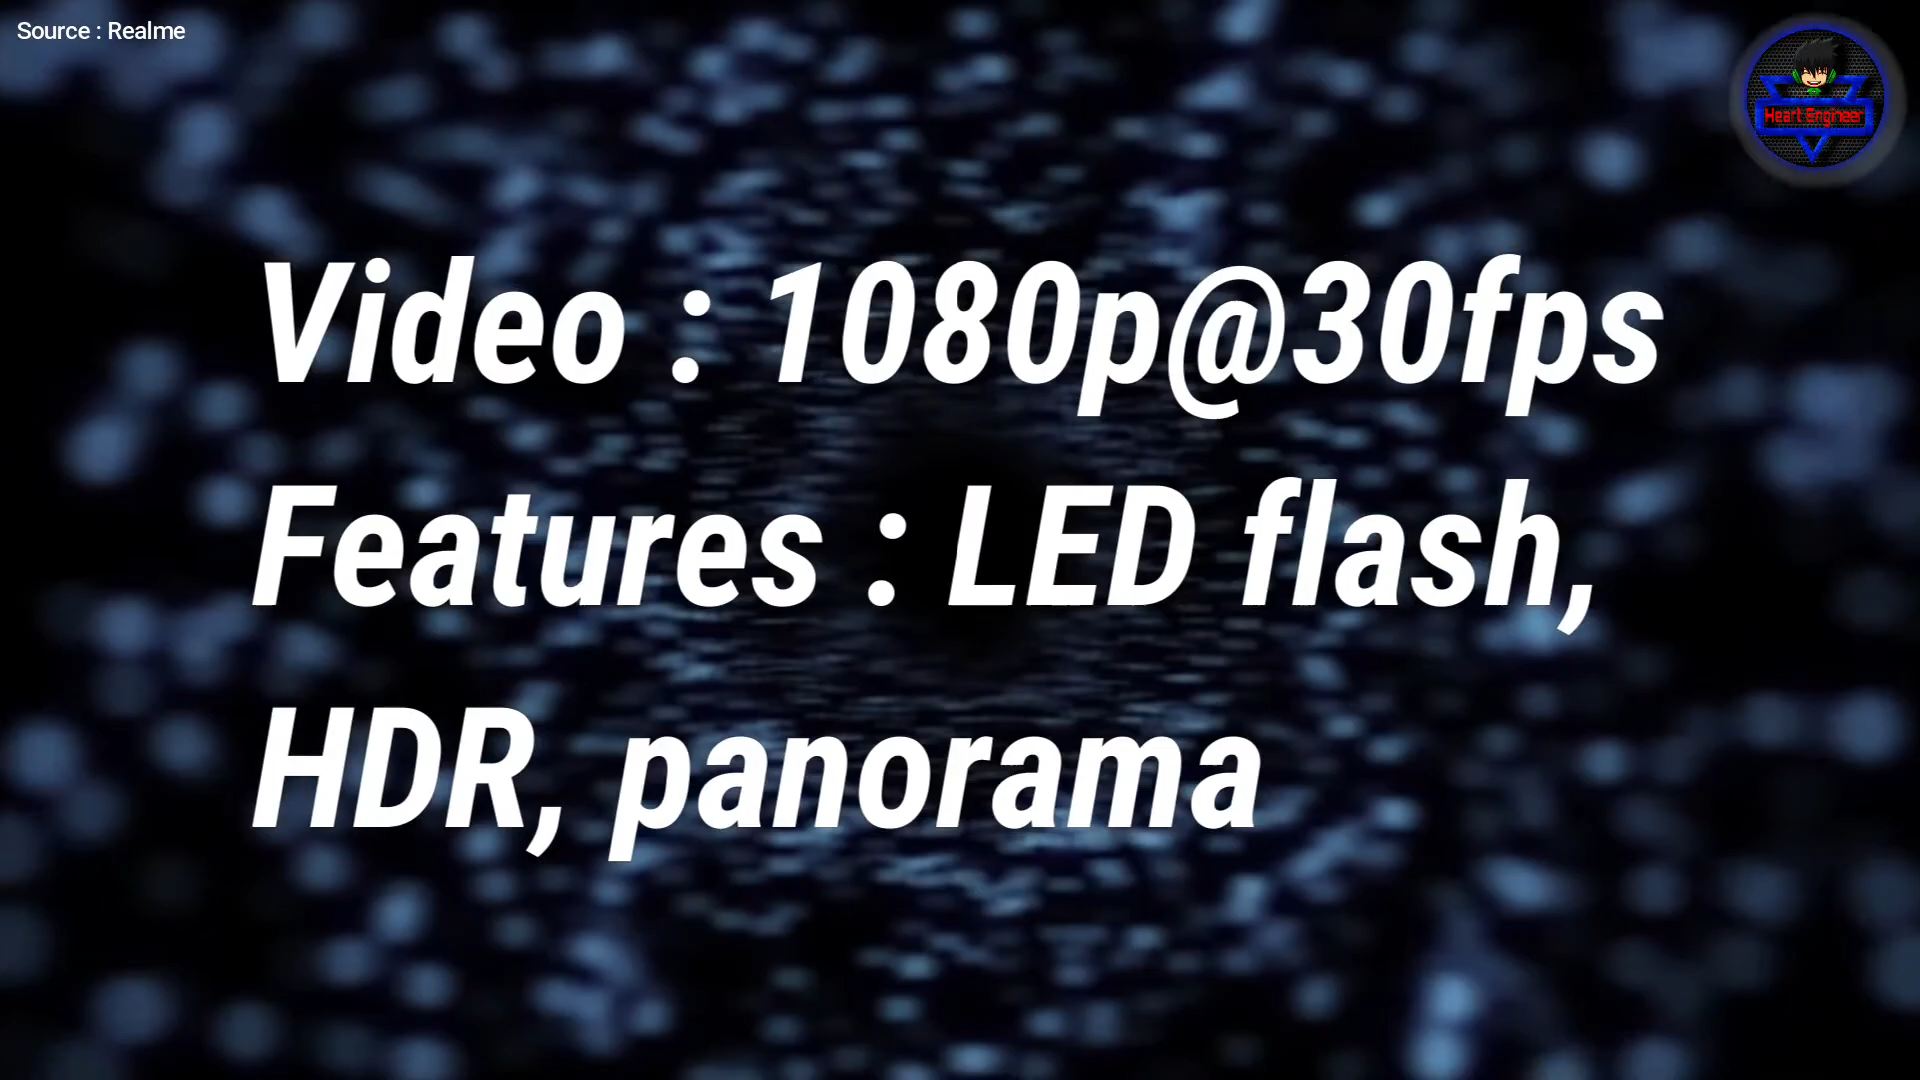 Source : Realme
Heart Engineer
Video : 1080p@30fps
Features : LED flash,
HDR, panorama